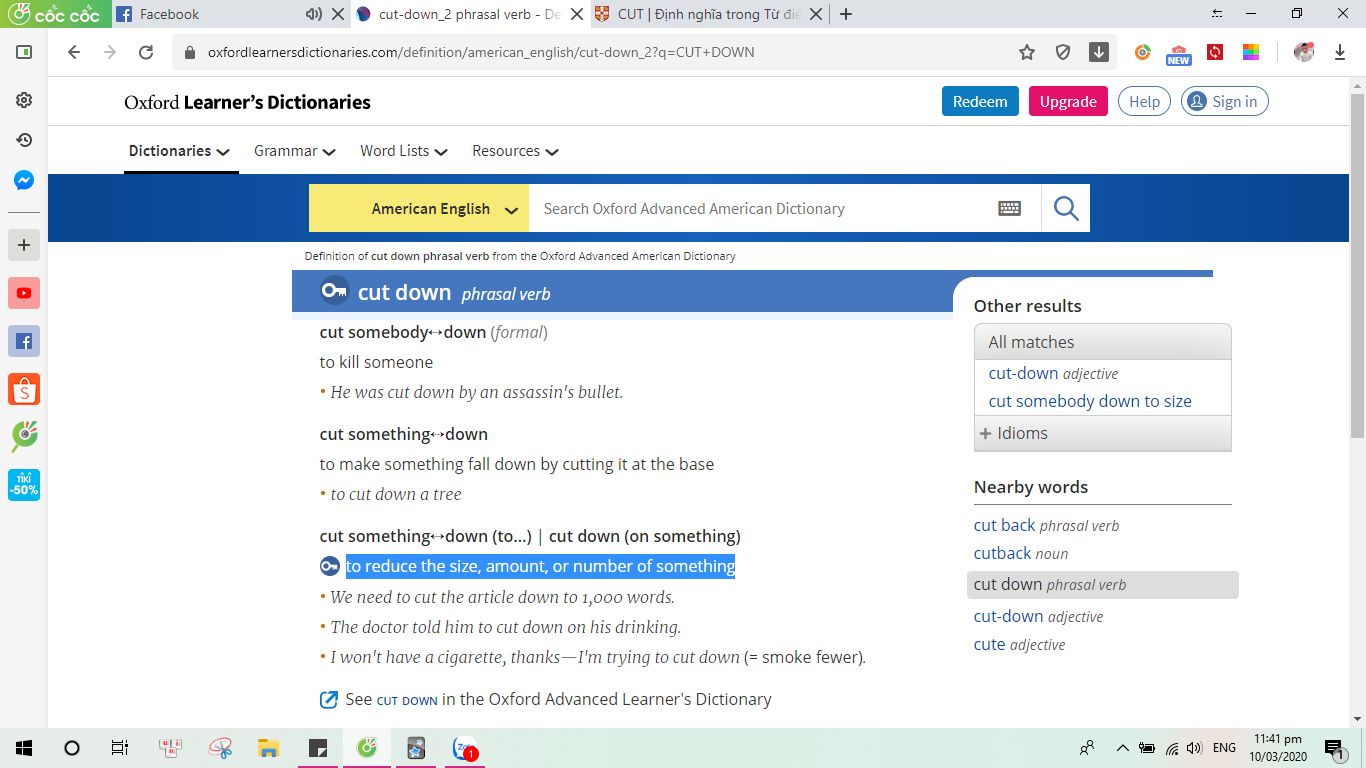 CỐC CỐC
Facebook
cut-down_2 phrasal verb - De
CUT | Định nghĩa trong Từ điể
oxfordlearnersdictionaries.com/definition/american_english/cut-down_2?q=CUT+DOWN
NEW
Oxford Learner's Dictionaries
Redeem
Upgrade
Help
Sign in
Dictionaries
Grammar
Word Lists
Resources
American English
Search Oxford Advanced American Dictionary
Definition of cut down phrasal verb from the Oxford Advanced American Dictionary
cut down phrasal verb
cut somebody↔down (formal)
to kill someone
• He was cut down by an assassin's bullet.
cut something↔down
to make something fall down by cutting it at the base
• to cut down a tree
cut something↔down (to…) | cut down (on something)
to reduce the size, amount, or number of something
• We need to cut the article down to 1,000 words.
• The doctor told him to cut down on his drinking.
• I won't have a cigarette, thanks—I'm trying to cut down (= smoke fewer).
See CUT DOWN in the Oxford Advanced Learner's Dictionary
Other results
All matches
cut-down adjective
cut somebody down to size
+ Idioms
Nearby words
cut back phrasal verb
cutback noun
cut down phrasal verb
cut-down adjective
cute adjective
TIKI
-50%
1
ENG
11:41 pm
10/03/2020
1